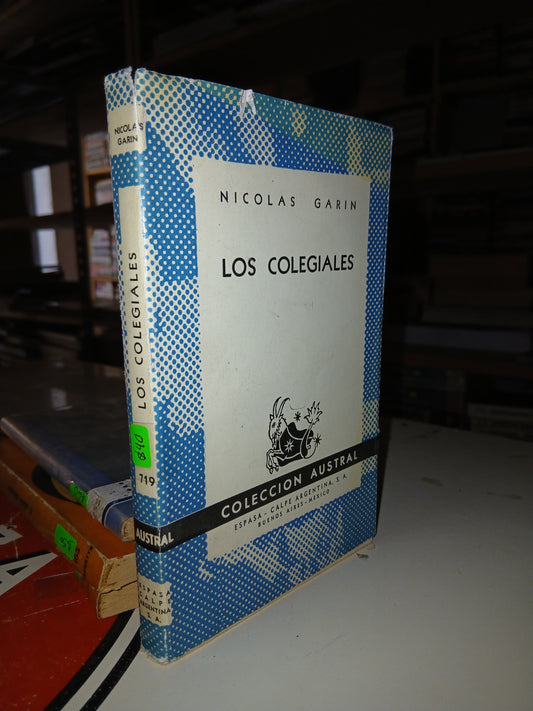 NICOLAS GARIN
LOS COLEGIALES
COLECCION AUSTRAL
ESPASA - CALPE ARGENTINA, S. A.
BUENOS AIRES - MEXICO
NICOLAS
GARIN
LOS COLEGIALES
$40
719
AUSTRAL
ESPASA
CALPE
ARGENTINA,
S. A.